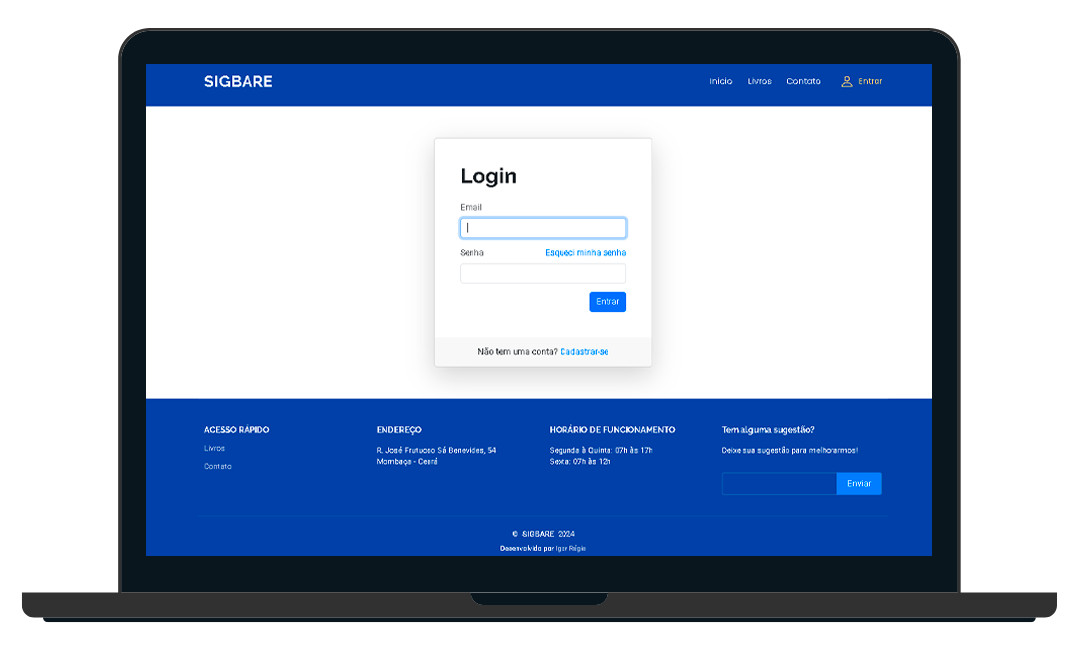 SIGBARE
Início Livros Contato Entrar
Login
Email
Senha Esqueci minha senha
Entrar
Não tem uma conta? Cadastrar-se
ACESSO RÁPIDO
Livros
Contato
ENDEREÇO
R. José Frutuoso Sá Benevides, 54
Mombaça - Ceará
HORÁRIO DE FUNCIONAMENTO
Segunda à Quinta: 07h às 17h
Sexta: 07h às 12h
Tem alguma sugestão?
Deixe sua sugestão para melhorarmos!
Enviar
© SIGBARE 2024
Desenvolvido por Igor Régis